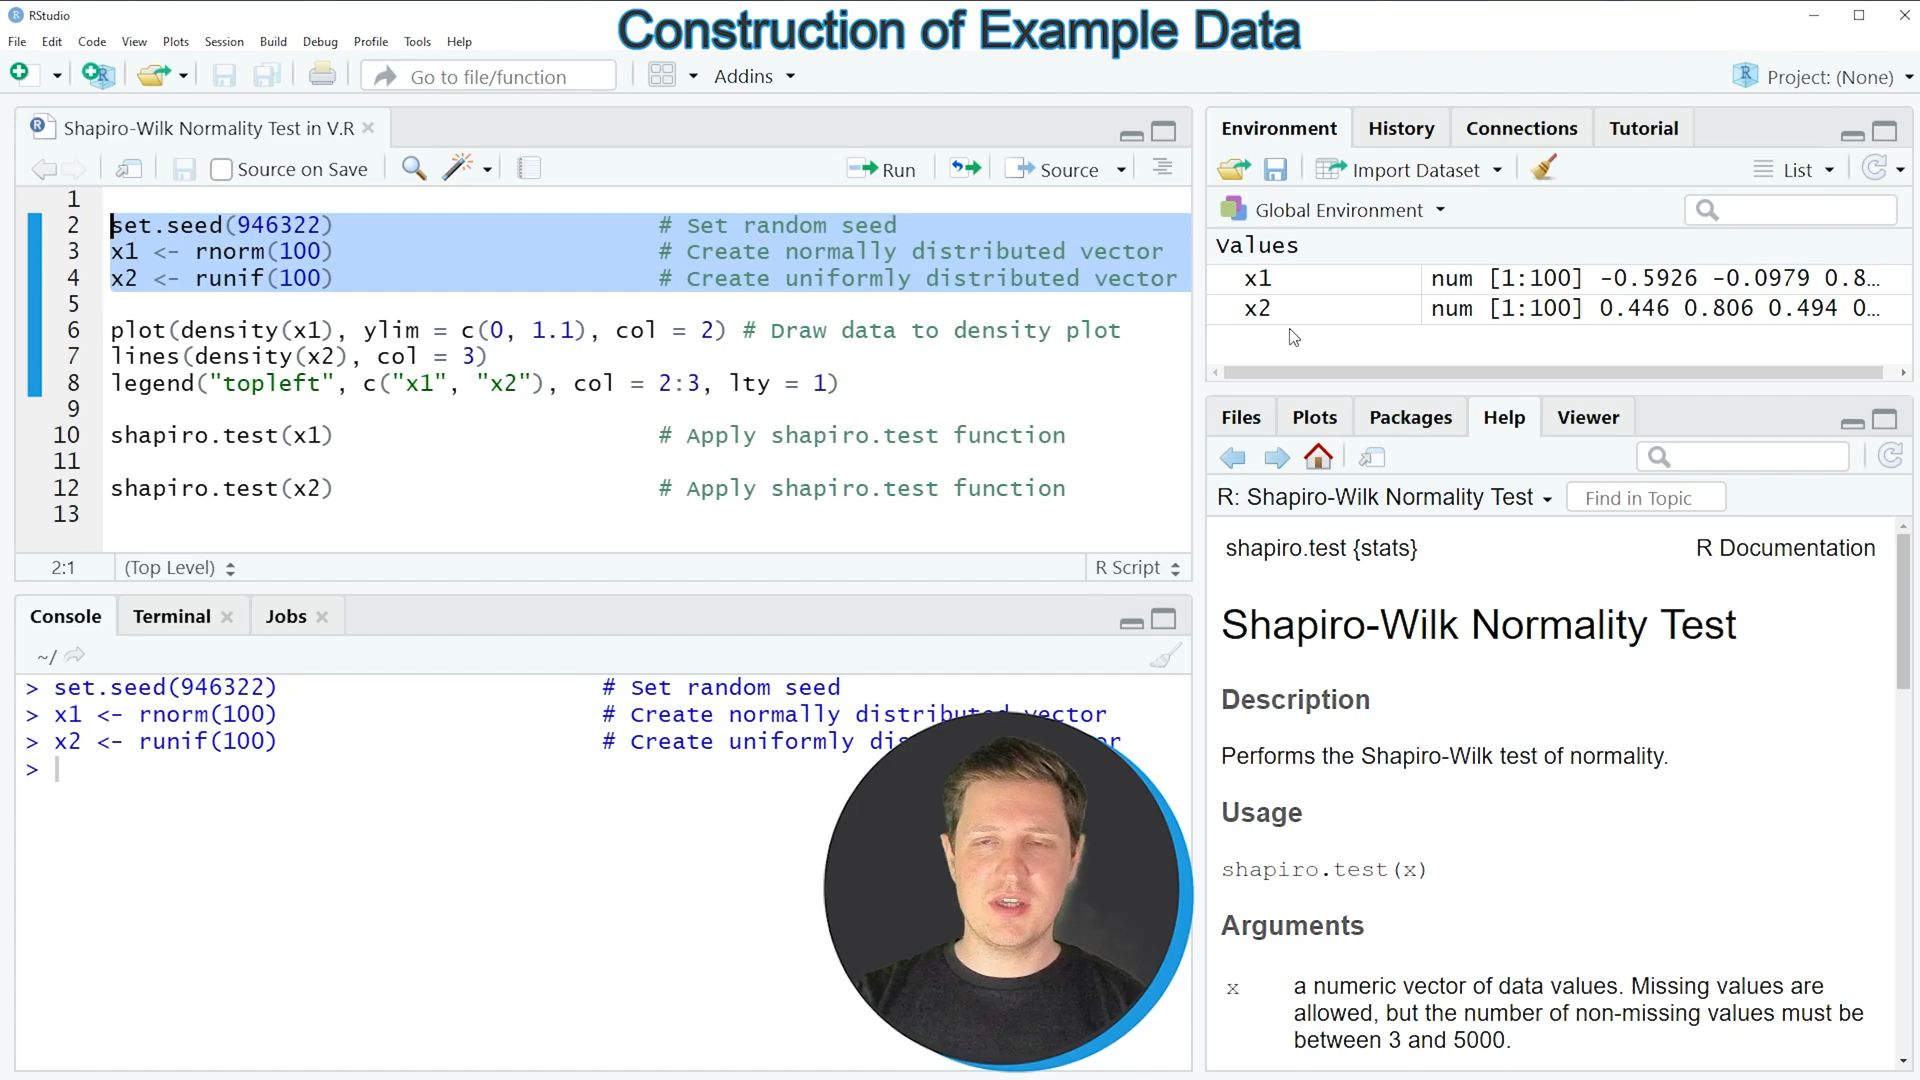 RStudio
Construction of Example Data
File Edit Code View Plots Session Build Debug Profile Tools Help
Go to file/function
Addins
Project: (None)
Shapiro-Wilk Normality Test in V.R
Source on Save
Run
Source
1
2 set.seed(946322) # Set random seed
3 x1 <- rnorm(100) # Create normally distributed vector
4 x2 <- runif(100) # Create uniformly distributed vector
5
6 plot(density(x1), ylim = c(0, 1.1), col = 2) # Draw data to density plot
7 lines(density(x2), col = 3)
8 legend("topleft", c("x1", "x2"), col = 2:3, lty = 1)
9
10 shapiro.test(x1) # Apply shapiro.test function
11
12 shapiro.test(x2) # Apply shapiro.test function
13
2:1 (Top Level) R Script
Console Terminal Jobs
~/
> set.seed(946322) # Set random seed
> x1 <- rnorm(100) # Create normally distributed vector
> x2 <- runif(100) # Create uniformly
>
Environment History Connections Tutorial
Import Dataset List
Global Environment
Values
x1 num [1:100] -0.5926 -0.0979 0.8…
x2 num [1:100] 0.446 0.806 0.494 0…
Files Plots Packages Help Viewer
R: Shapiro-Wilk Normality Test Find in Topic
shapiro.test {stats} R Documentation
Shapiro-Wilk Normality Test
Description
Performs the Shapiro-Wilk test of normality.
Usage
shapiro.test(x)
Arguments
x a numeric vector of data values. Missing values are
allowed, but the number of non-missing values must be
between 3 and 5000.